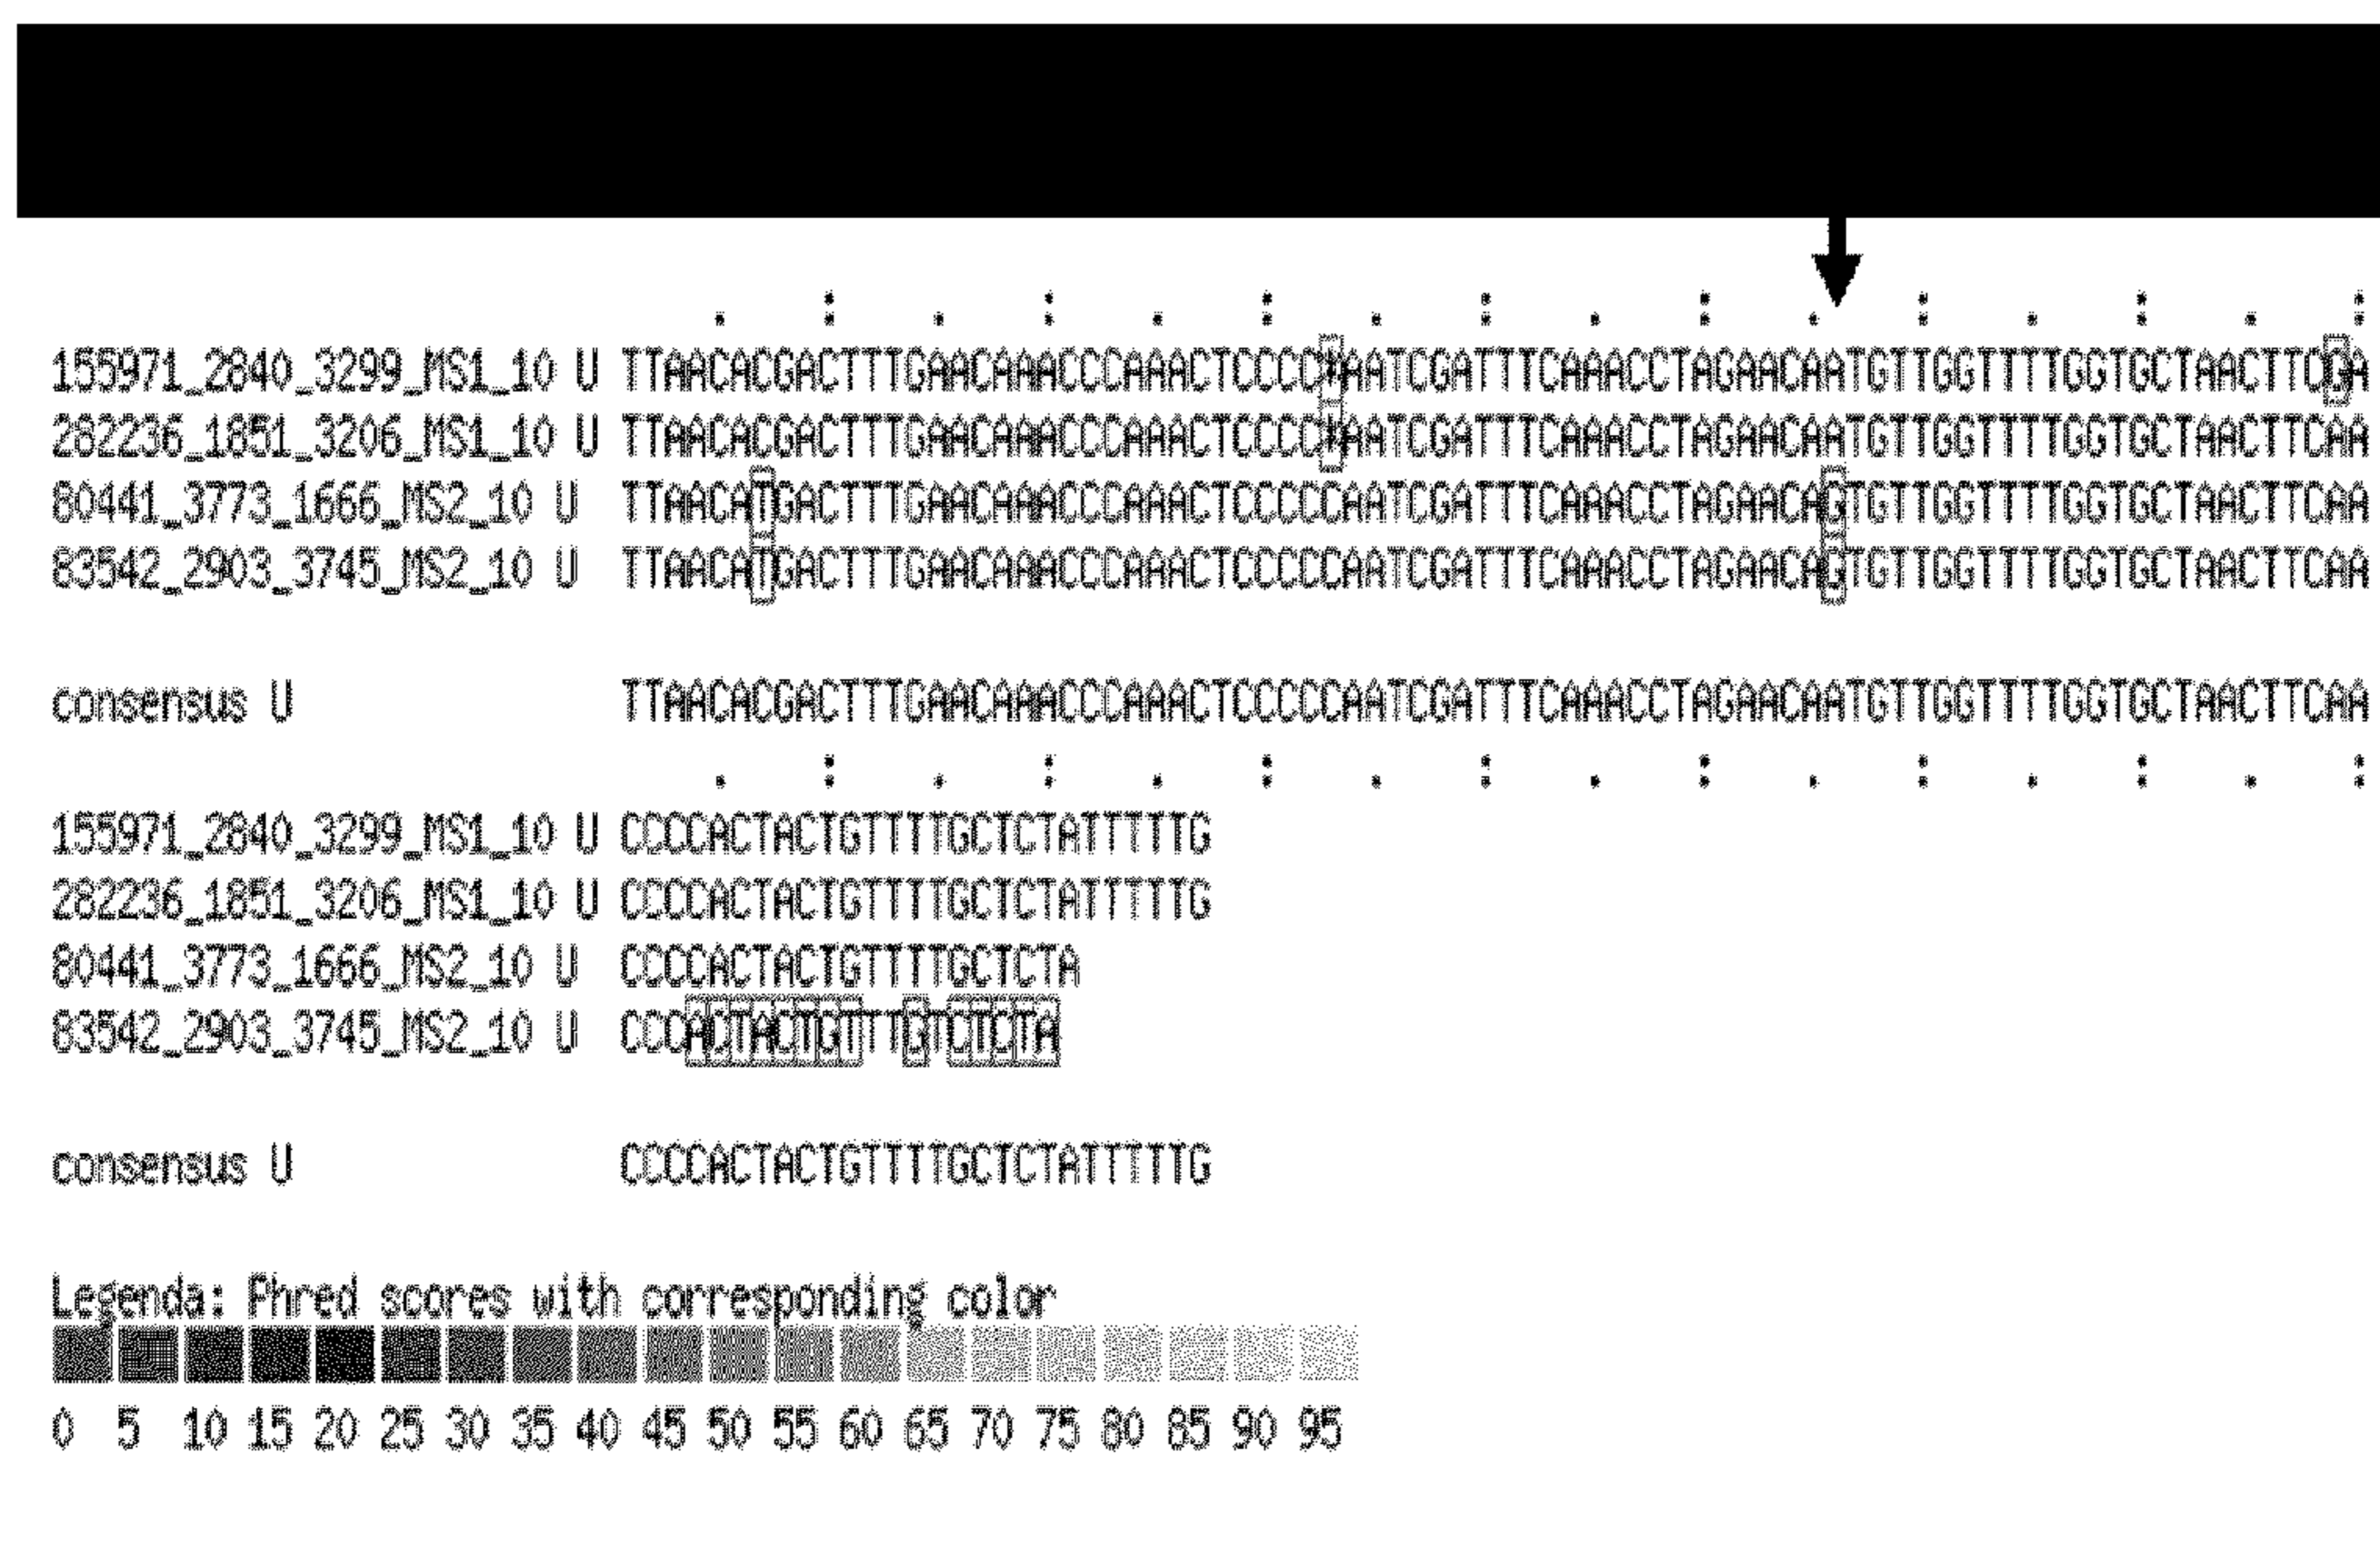 155971_2840_3299_MS1_10 U TTAACACGACTTTGAACAAACCCAAACTCCCC*AATCGATTTCAAACCTAGAACAATGTTGGTTTTGGTGCTAACTTCGA
282236_1851_3206_MS1_10 U TTAACACGACTTTGAACAAACCCAAACTCCCC*AATCGATTTCAAACCTAGAACAATGTTGGTTTTGGTGCTAACTTCAA
80441_3773_1666_MS2_10 U TTAACATGACTTTGAACAAACCCAAACTCCCCCAATCGATTTCAAACCTAGAACAGTGTTGGTTTTGGTGCTAACTTCAA
83542_2903_3745_MS2_10 U TTAACATGACTTTGAACAAACCCAAACTCCCCCAATCGATTTCAAACCTAGAACAGTGTTGGTTTTGGTGCTAACTTCAA
consensus U TTAACACGACTTTGAACAAACCCAAACTCCCCCAATCGATTTCAAACCTAGAACAATGTTGGTTTTGGTGCTAACTTCAA
155971_2840_3299_MS1_10 U CCCCACTACTGTTTTGCTCTATTTTTG
282236_1851_3206_MS1_10 U CCCCACTACTGTTTTGCTCTATTTTTG
80441_3773_1666_MS2_10 U CCCCACTACTGTTTTGCTCTA
83542_2903_3745_MS2_10 U CCCACTACTGTTTGTCTCTA
consensus U CCCCACTACTGTTTTGCTCTATTTTTG
Legenda: Phred scores with corresponding color
0 5 10 15 20 25 30 35 40 45 50 55 60 65 70 75 80 85 90 95